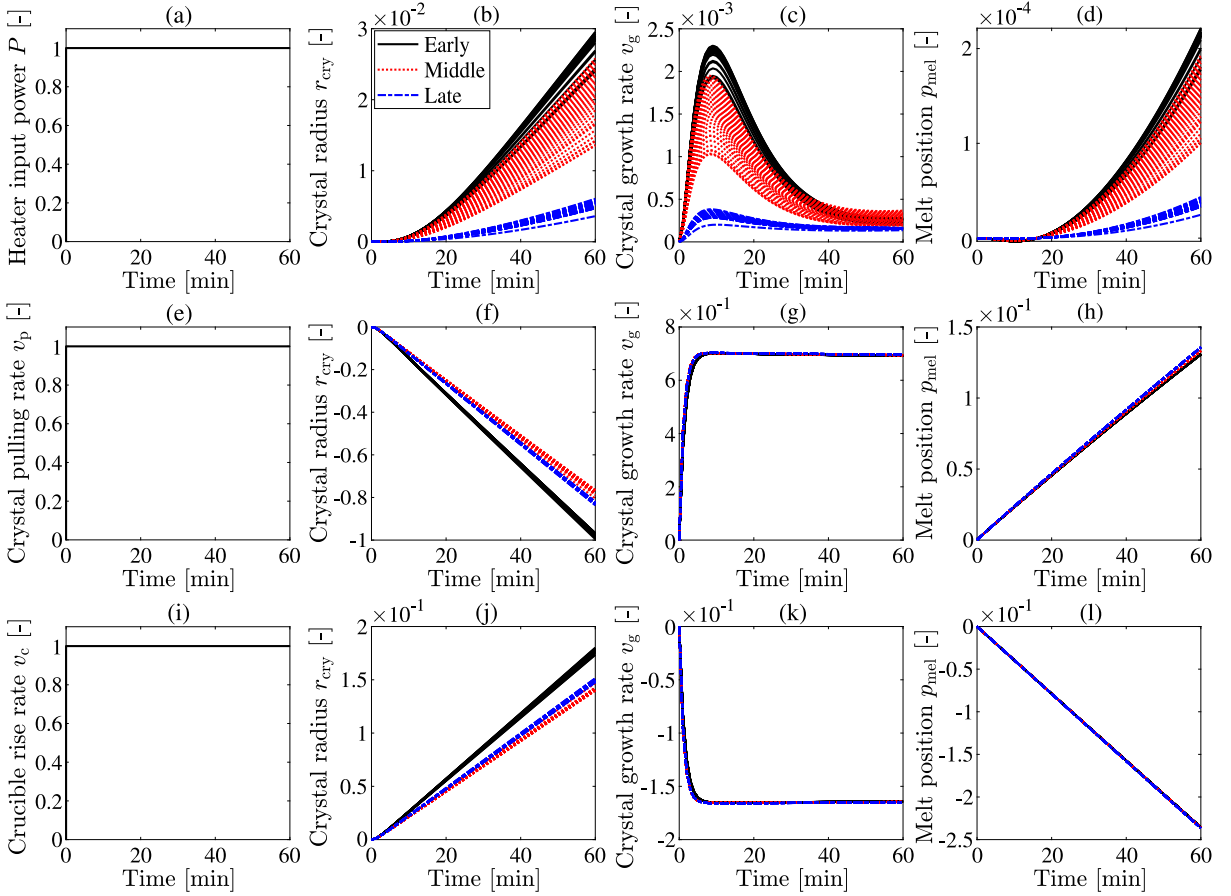 (a)
Heater input power P [-]
1
0.8
0.6
0.4
0.2
0
0 20 40 60
Time [min]
(b)
×10⁻²
Crystal radius r_cry [-]
3
2
1
0
Early
Middle
Late
0 20 40 60
Time [min]
(c)
×10⁻³
Crystal growth rate v_g [-]
2.5
2
1.5
1
0.5
0
0 20 40 60
Time [min]
(d)
×10⁻⁴
Melt position p_mel [-]
2
1
0
0 20 40 60
Time [min]
(e)
Crystal pulling rate v_p [-]
1
0.8
0.6
0.4
0.2
0
0 20 40 60
Time [min]
(f)
Crystal radius r_cry [-]
0
-0.2
-0.4
-0.6
-0.8
-1
0 20 40 60
Time [min]
(g)
×10⁻¹
Crystal growth rate v_g [-]
8
6
4
2
0
0 20 40 60
Time [min]
(h)
×10⁻¹
Melt position p_mel [-]
1.5
1
0.5
0
0 20 40 60
Time [min]
(i)
Crucible rise rate v_c [-]
1
0.8
0.6
0.4
0.2
0
0 20 40 60
Time [min]
(j)
×10⁻¹
Crystal radius r_cry [-]
2
1.5
1
0.5
0
0 20 40 60
Time [min]
(k)
×10⁻¹
Crystal growth rate v_g [-]
0
-0.5
-1
-1.5
-2
0 20 40 60
Time [min]
(l)
×10⁻¹
Melt position p_mel [-]
0
-0.5
-1
-1.5
-2
-2.5
0 20 40 60
Time [min]